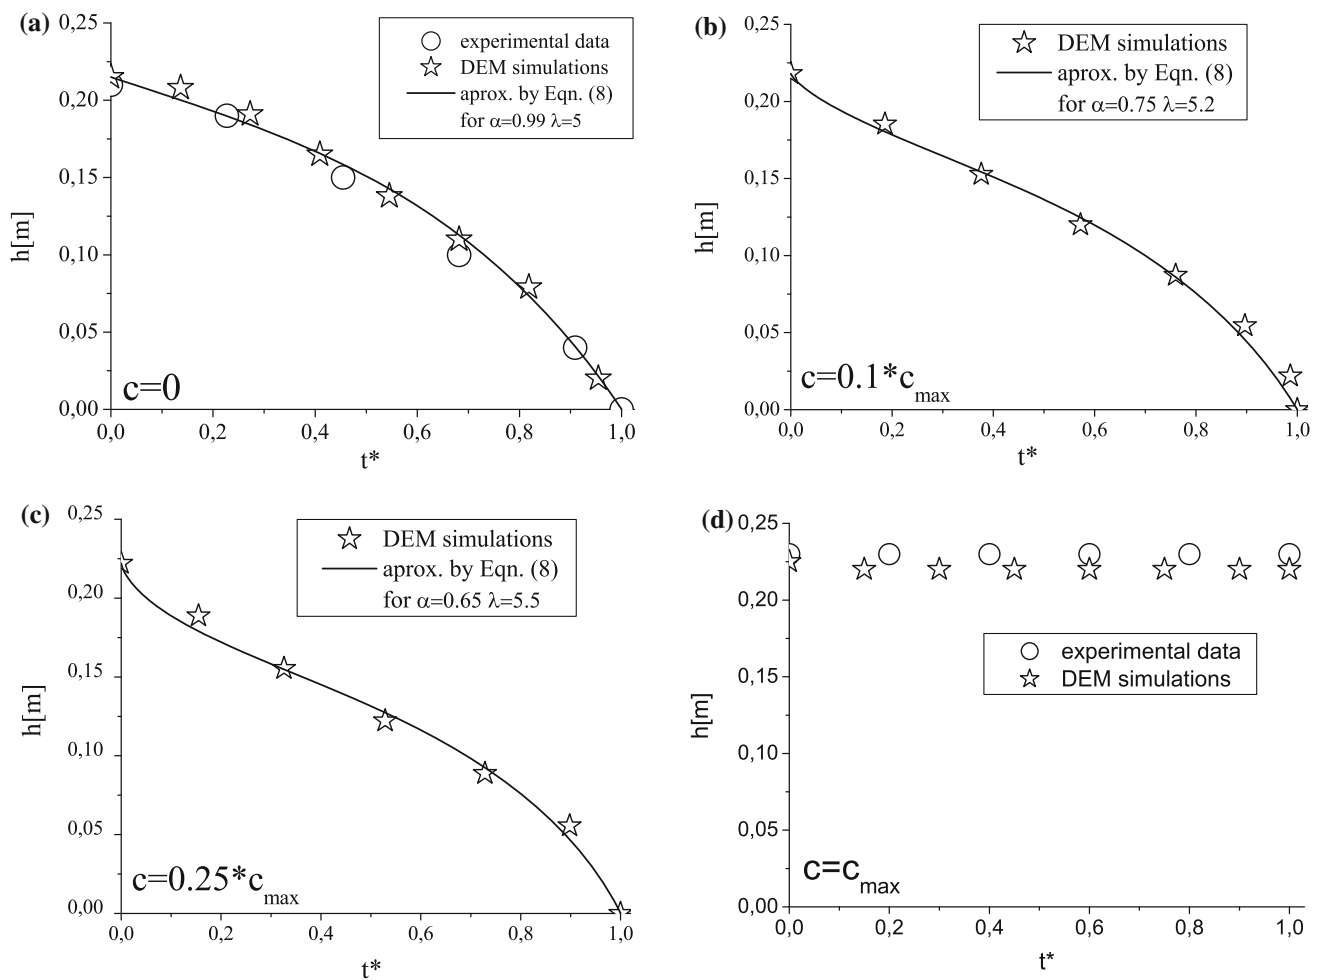 (a)
0,25
0,20
0,15
0,10
0,05
0,00
h[m]
experimental data
DEM simulations
aprox. by Eqn. (8)
for α=0.99 λ=5
c=0
0,0 0,2 0,4 0,6 0,8 1,0
t*
(b)
0,25
0,20
0,15
0,10
0,05
0,00
h[m]
DEM simulations
aprox. by Eqn. (8)
for α=0.75 λ=5.2
c=0.1*cmax
0,0 0,2 0,4 0,6 0,8 1,0
t*
(c)
0,25
0,20
0,15
0,10
0,05
0,00
h[m]
DEM simulations
aprox. by Eqn. (8)
for α=0.65 λ=5.5
c=0.25*cmax
0,0 0,2 0,4 0,6 0,8 1,0
t*
(d)
0,25
0,20
0,15
0,10
0,05
0,00
h[m]
experimental data
DEM simulations
c=cmax
0,0 0,2 0,4 0,6 0,8 1,0
t*